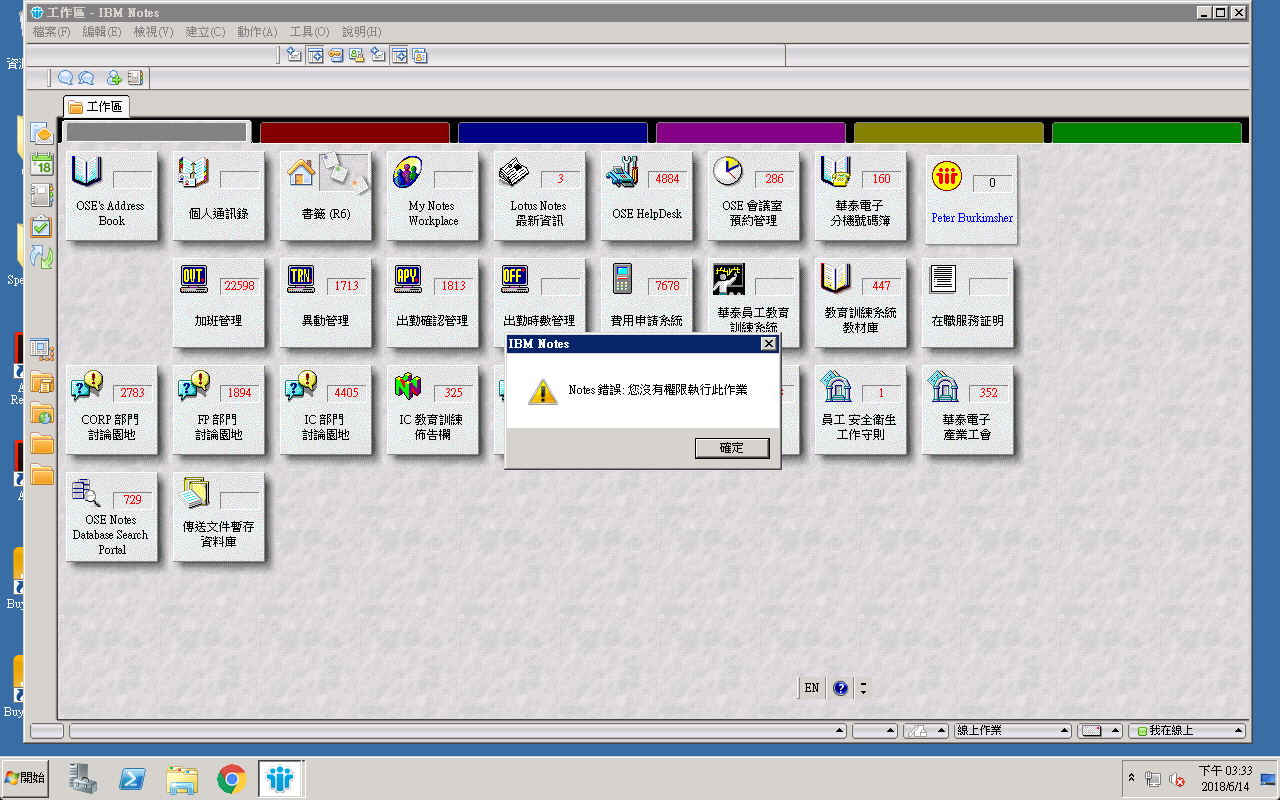 工作區 - IBM Notes
檔案(F) 編輯(E) 檢視(V) 建立(C) 動作(A) 工具(O) 說明(H)
工作區
18
OSE's Address
Book
個人通訊錄
書籤 (R6)
My Notes
Workplace
3
Lotus Notes
最新資訊
4884
OSE HelpDesk
286
OSE 會議室
預約管理
160
華泰電子
分機號碼簿
0
Peter Burkimsher
OUT
22598
加班管理
TRN
1713
異動管理
APY
1813
出勤確認管理
OFF
出勤時數管理
7678
費用申請系統
華泰員工教育
訓練系統
447
教育訓練系統
教材庫
在職服務証明
2783
CORP 部門
討論園地
1894
FP 部門
討論園地
4405
IC 部門
討論園地
325
IC 教育訓練
佈告欄
1
員工 安全衛生
工作守則
352
華泰電子
產業工會
729
OSE Notes
Database Search
Portal
傳送文件暫存
資料庫
IBM Notes
Notes 錯誤: 您沒有權限執行此作業
確定
EN
線上作業
我在線上
Spe
Re
Buy
Buy
開始
下午 03:33
2018/6/14